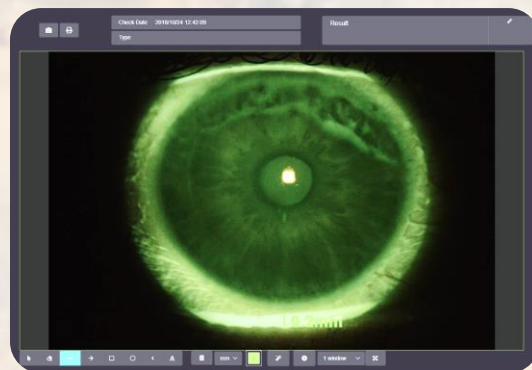 Check Date 2018/10/24 12:42:09
Result
Type
A
mm
1 window